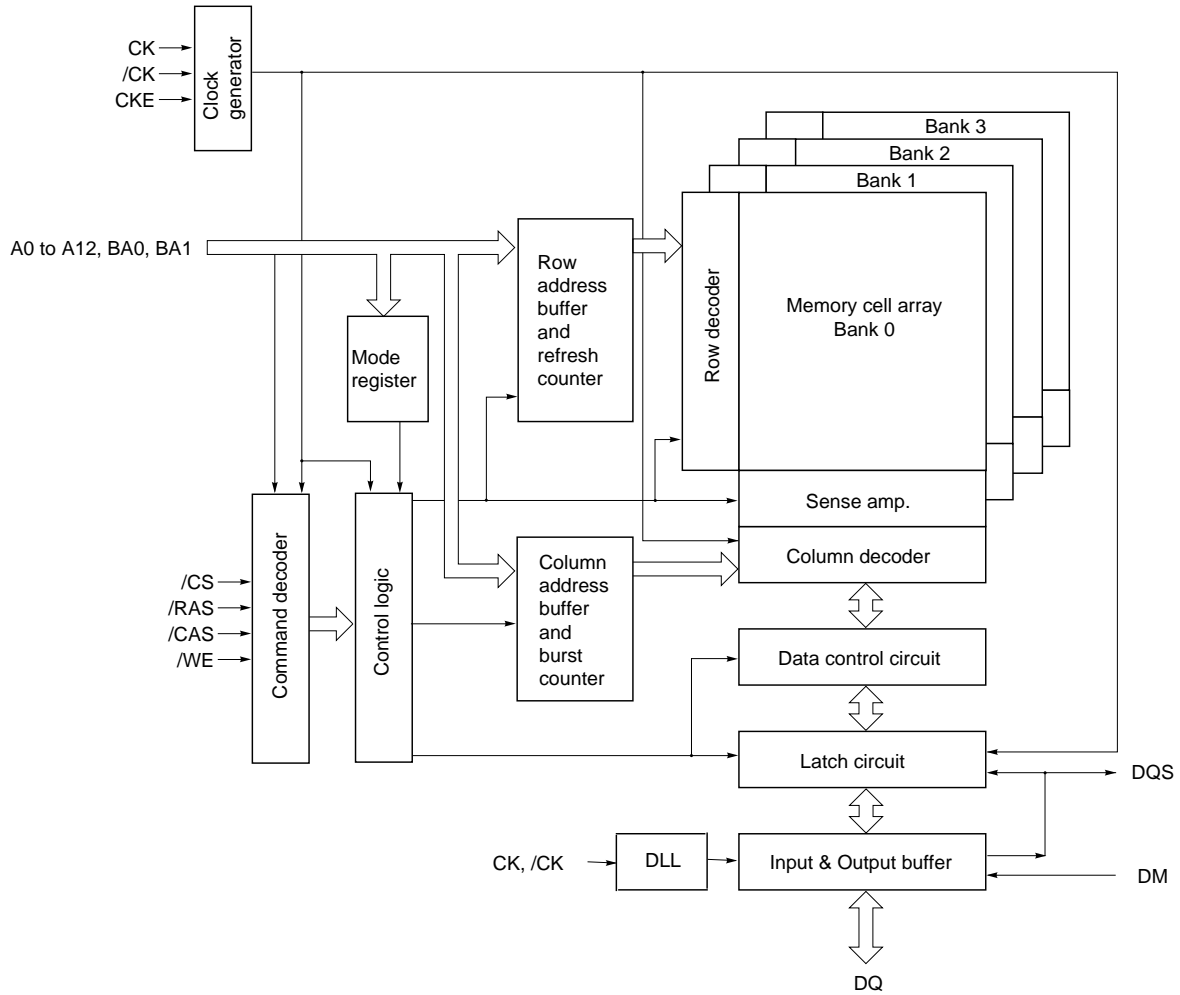 CK
/CK
CKE
Clock
generator
Bank 3
Bank 2
Bank 1
A0 to A12, BA0, BA1
Row
address
buffer
and
refresh
counter
Row decoder
Memory cell array
Bank 0
Mode
register
Sense amp.
Column decoder
/CS
/RAS
/CAS
/WE
Command decoder
Control logic
Column
address
buffer
and
burst
counter
Data control circuit
Latch circuit
DQS
CK, /CK
DLL
Input & Output buffer
DM
DQ